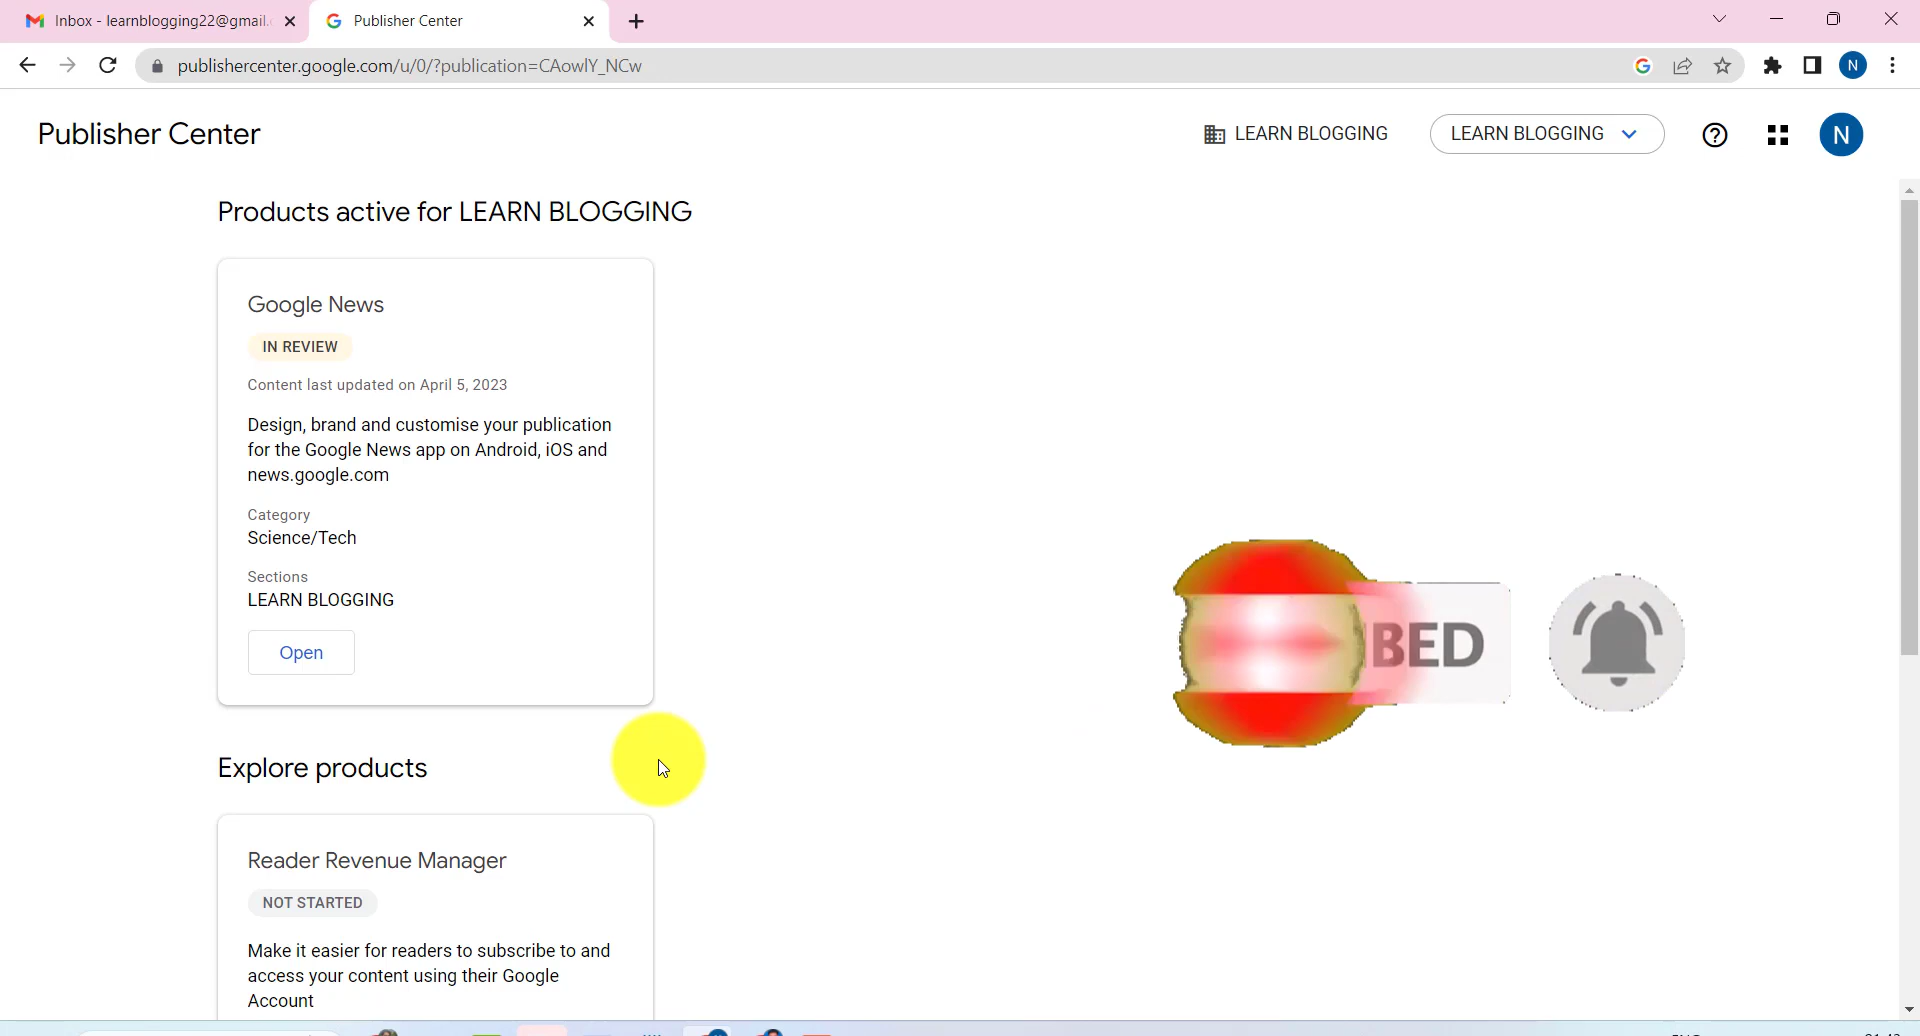 Inbox - learnblogging22@gmail.
Publisher Center
publishercenter.google.com/u/0/?publication=CAowlY_NCw
N
Publisher Center
LEARN BLOGGING
LEARN BLOGGING
N
Products active for LEARN BLOGGING
Google News
IN REVIEW
Content last updated on April 5, 2023
Design, brand and customise your publication
for the Google News app on Android, iOS and
news.google.com
Category
Science/Tech
Sections
LEARN BLOGGING
Open
BED
Explore products
Reader Revenue Manager
NOT STARTED
Make it easier for readers to subscribe to and
access your content using their Google
Account